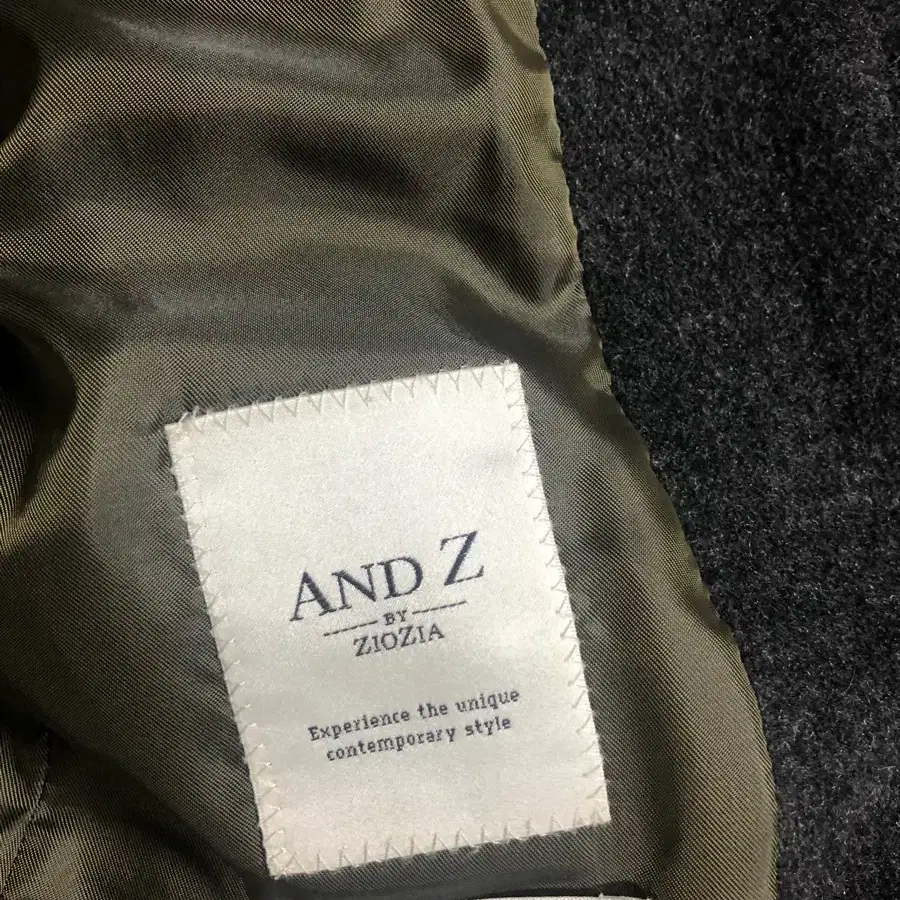 AND Z
BY
ZIOZIA
Experience the unique
contemporary style